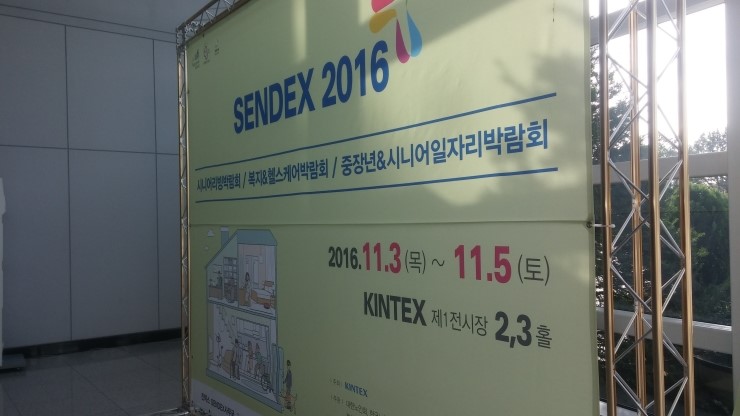 SENDEX 2016
시니어리빙박람회 / 복지&헬스케어박람회 / 중장년&시니어일자리박람회
2016.11.3(목) ~ 11.5(토)
KINTEX 제1전시장 2,3홀
KINTEX